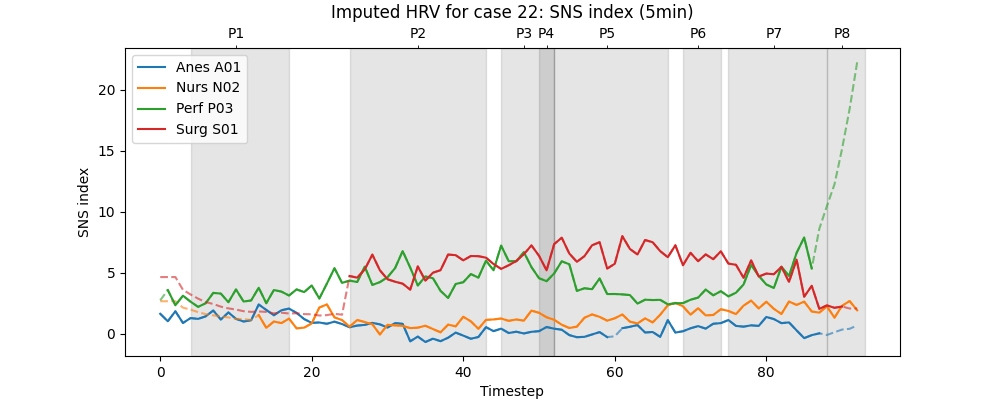 Imputed HRV for case 22: SNS index (5min)
P1 P2 P3 P4 P5 P6 P7 P8
Anes A01
Nurs N02
Perf P03
Surg S01
20
15
10
5
0
SNS index
0 20 40 60 80
Timestep